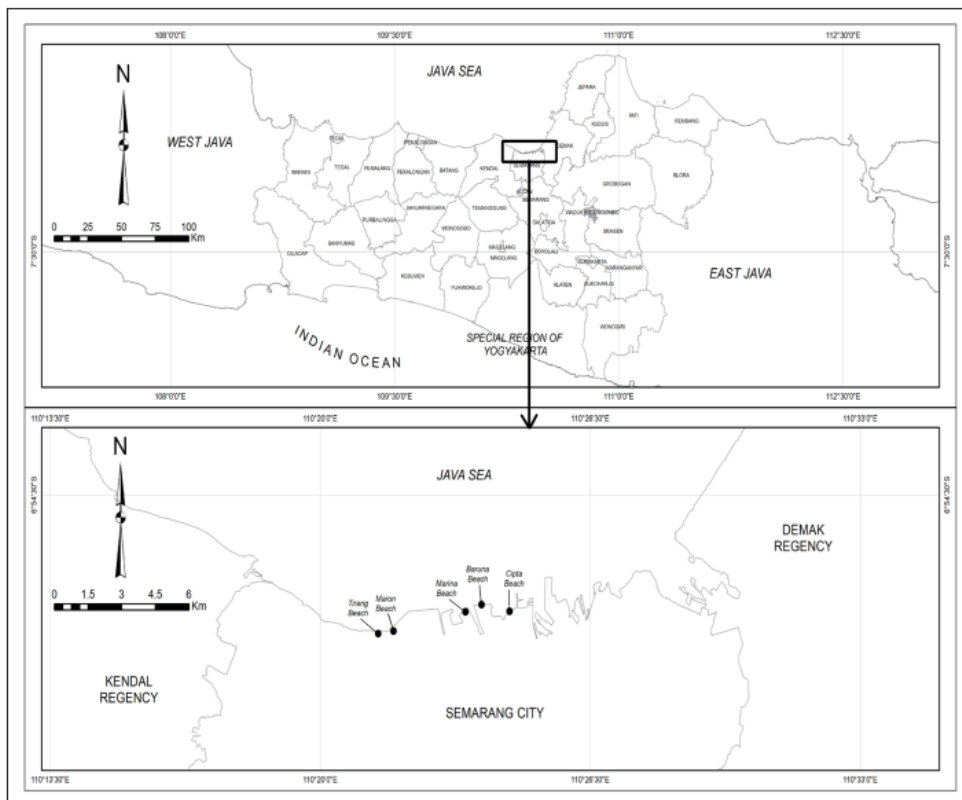 108°0'0"E 109°30'0"E 111°0'0"E 112°30'0"E
JAVA SEA
N
WEST JAVA
JEPARA
KUDUS
PATI
REMBANG
TEGAL
PEKALONGAN
DEMAK
BREBES
TEGAL
PEMALANG
PEKALONGAN
BATANG
KENDAL
SEMARANG
GROBOGAN
BLORA
SEMARANG
BANJARNEGARA
TEMANGGUNG
PURBALINGGA
WONOSOBO
SALATIGA
SRAGEN
0 25 50 75 100
Km
BANYUMAS
MAGELANG
BOYOLALI
CILACAP
MAGELANG
SURAKARTA
KARANGANYAR
KEBUMEN
PURWOREJO
KLATEN
SUKOHARJO
WONOGIRI
EAST JAVA
7°30'0"S 7°30'0"S
INDIAN OCEAN
SPECIAL REGION OF
YOGYAKARTA
108°0'0"E 109°30'0"E 111°0'0"E 112°30'0"E
110°13'30"E 110°20'0"E 110°26'30"E 110°33'0"E
N
JAVA SEA
6°54'30"S 6°54'30"S
DEMAK
REGENCY
0 1.5 3 4.5 6
Km
Tirang
Beach
Maron
Beach
Marina
Beach
Baruna
Beach
Cipta
Beach
KENDAL
REGENCY
SEMARANG CITY
110°13'30"E 110°20'0"E 110°26'30"E 110°33'0"E